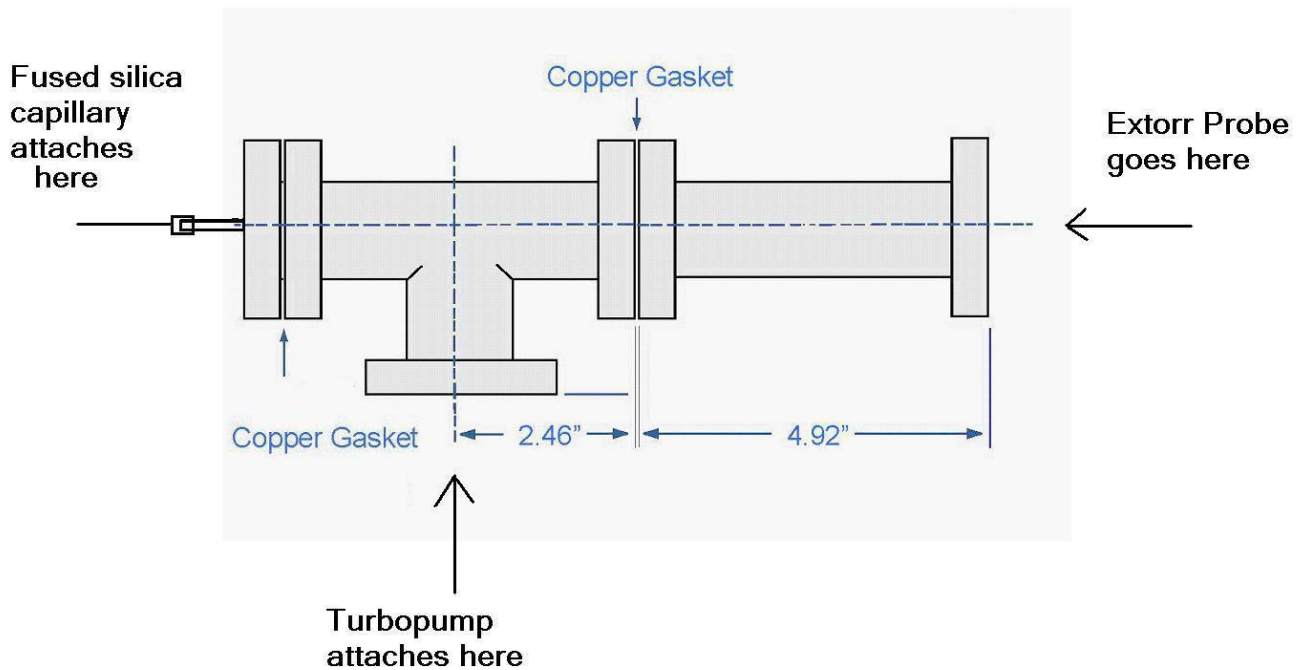 Fused silica
capillary
attaches
here
Copper Gasket
Extorr Probe
goes here
Copper Gasket
2.46”
4.92”
Turbopump
attaches here